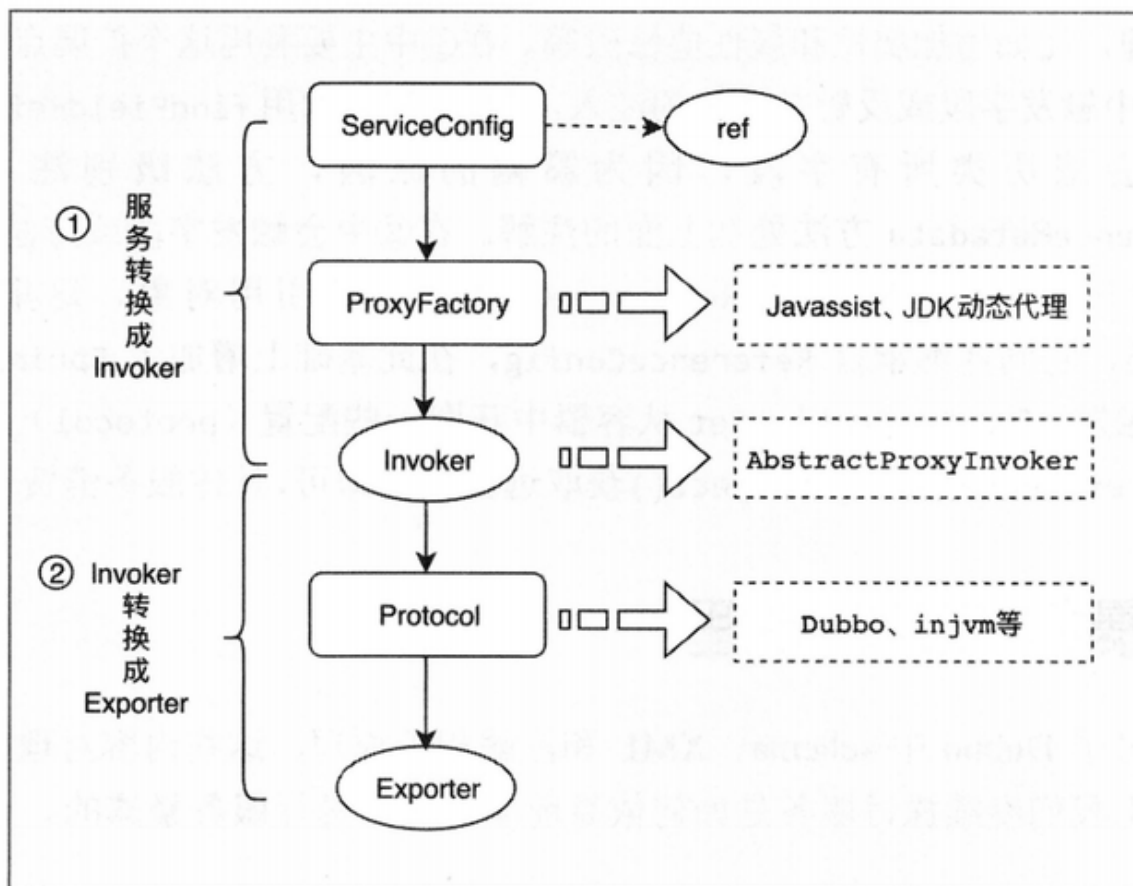 ServiceConfig
ref
①
服务转换成
Invoker
ProxyFactory
Javassist、JDK动态代理
Invoker
AbstractProxyInvoker
②
Invoker
转换成
Exporter
Protocol
Dubbo、injvm等
Exporter